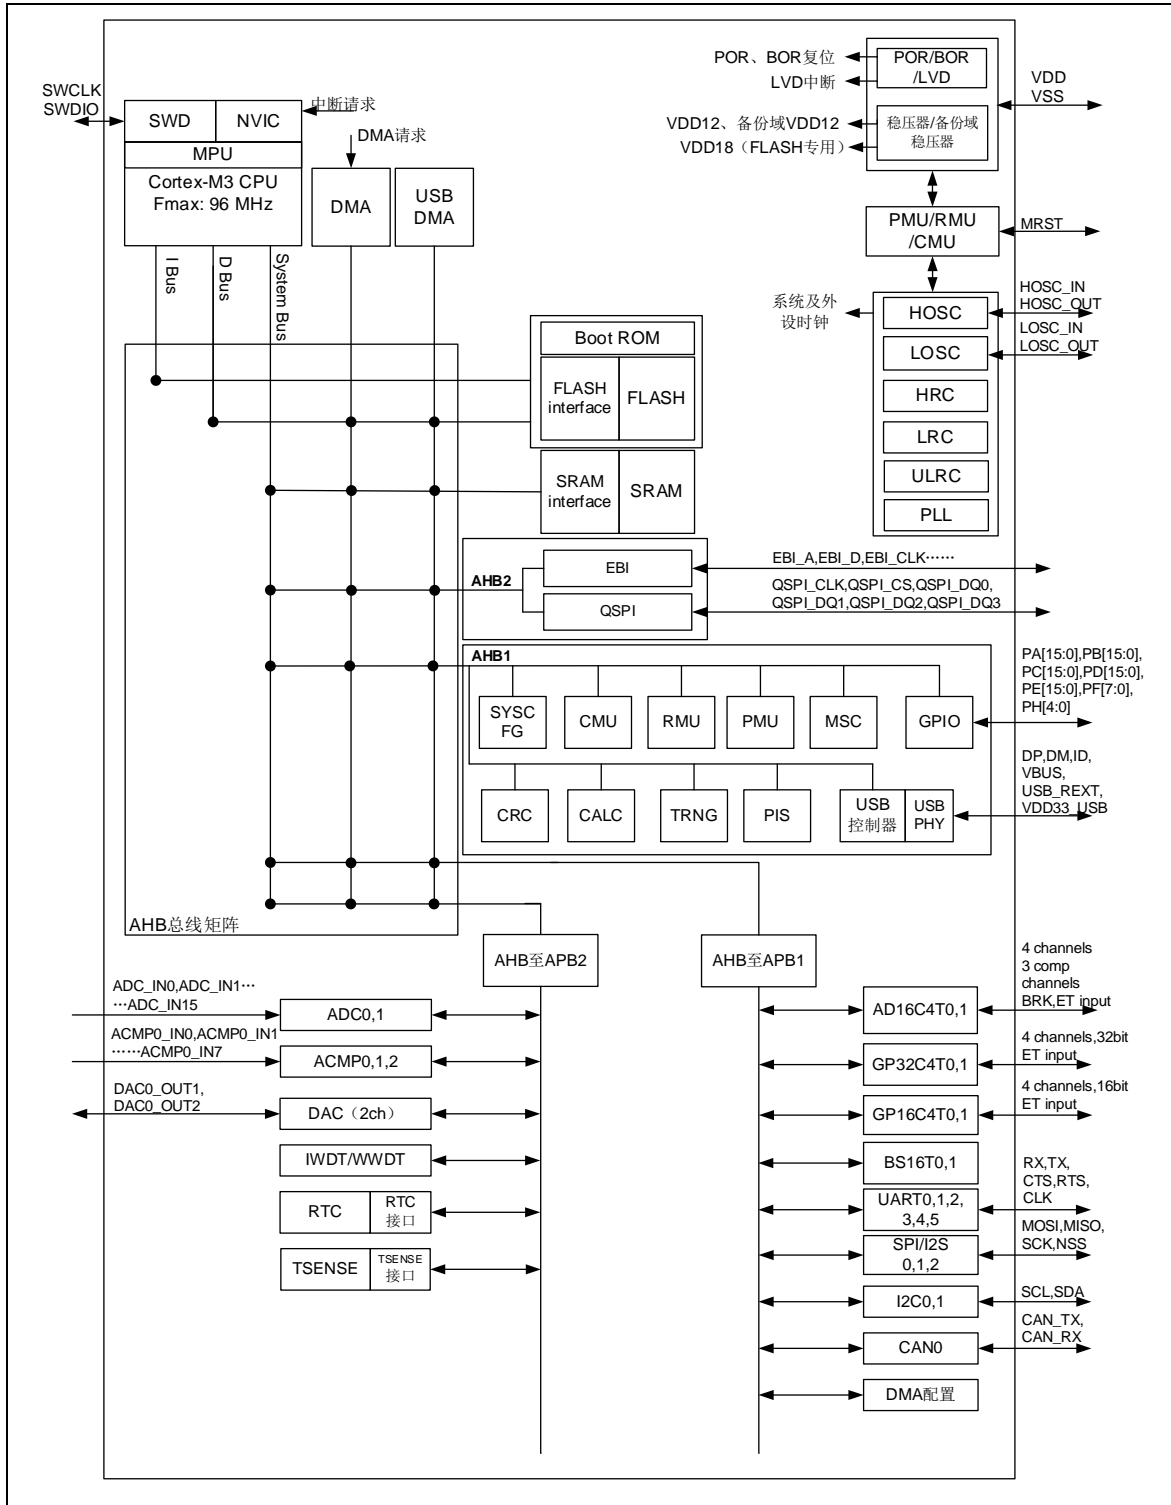 POR、BOR复位
LVD中断
POR/BOR
/LVD
VDD
VSS
VDD12、备份域VDD12
VDD18（FLASH专用）
稳压器/备份域
稳压器
SWCLK
SWDIO
SWD
NVIC
中断请求
MPU
Cortex-M3 CPU
Fmax: 96 MHz
DMA请求
DMA
USB
DMA
PMU/RMU
/CMU
MRST
I Bus
D Bus
System Bus
系统及外
设时钟
HOSC
HOSC_IN
HOSC_OUT
LOSC
LOSC_IN
LOSC_OUT
HRC
LRC
ULRC
PLL
Boot ROM
FLASH
interface
FLASH
SRAM
interface
SRAM
AHB2
EBI
EBI_A,EBI_D,EBI_CLK……
QSPI
QSPI_CLK,QSPI_CS,QSPI_DQ0,
QSPI_DQ1,QSPI_DQ2,QSPI_DQ3
AHB1
SYSC
FG
CMU
RMU
PMU
MSC
GPIO
PA[15:0],PB[15:0],
PC[15:0],PD[15:0],
PE[15:0],PF[7:0],
PH[4:0]
CRC
CALC
TRNG
PIS
USB
控制器
USB
PHY
DP,DM,ID,
VBUS,
USB_REXT,
VDD33_USB
AHB总线矩阵
AHB至APB2
AHB至APB1
ADC_IN0,ADC_IN1…
…ADC_IN15
ADC0,1
ACMP0_IN0,ACMP0_IN1
……ACMP0_IN7
ACMP0,1,2
DAC0_OUT1,
DAC0_OUT2
DAC（2ch）
IWDT/WWDT
RTC
RTC
接口
TSENSE
TSENSE
接口
AD16C4T0,1
4 channels
3 comp
channels
BRK,ET input
GP32C4T0,1
4 channels,32bit
ET input
GP16C4T0,1
4 channels,16bit
ET input
BS16T0,1
UART0,1,2,
3,4,5
RX,TX,
CTS,RTS,
CLK
SPI/I2S
0,1,2
MOSI,MISO,
SCK,NSS
I2C0,1
SCL,SDA
CAN0
CAN_TX,
CAN_RX
DMA配置